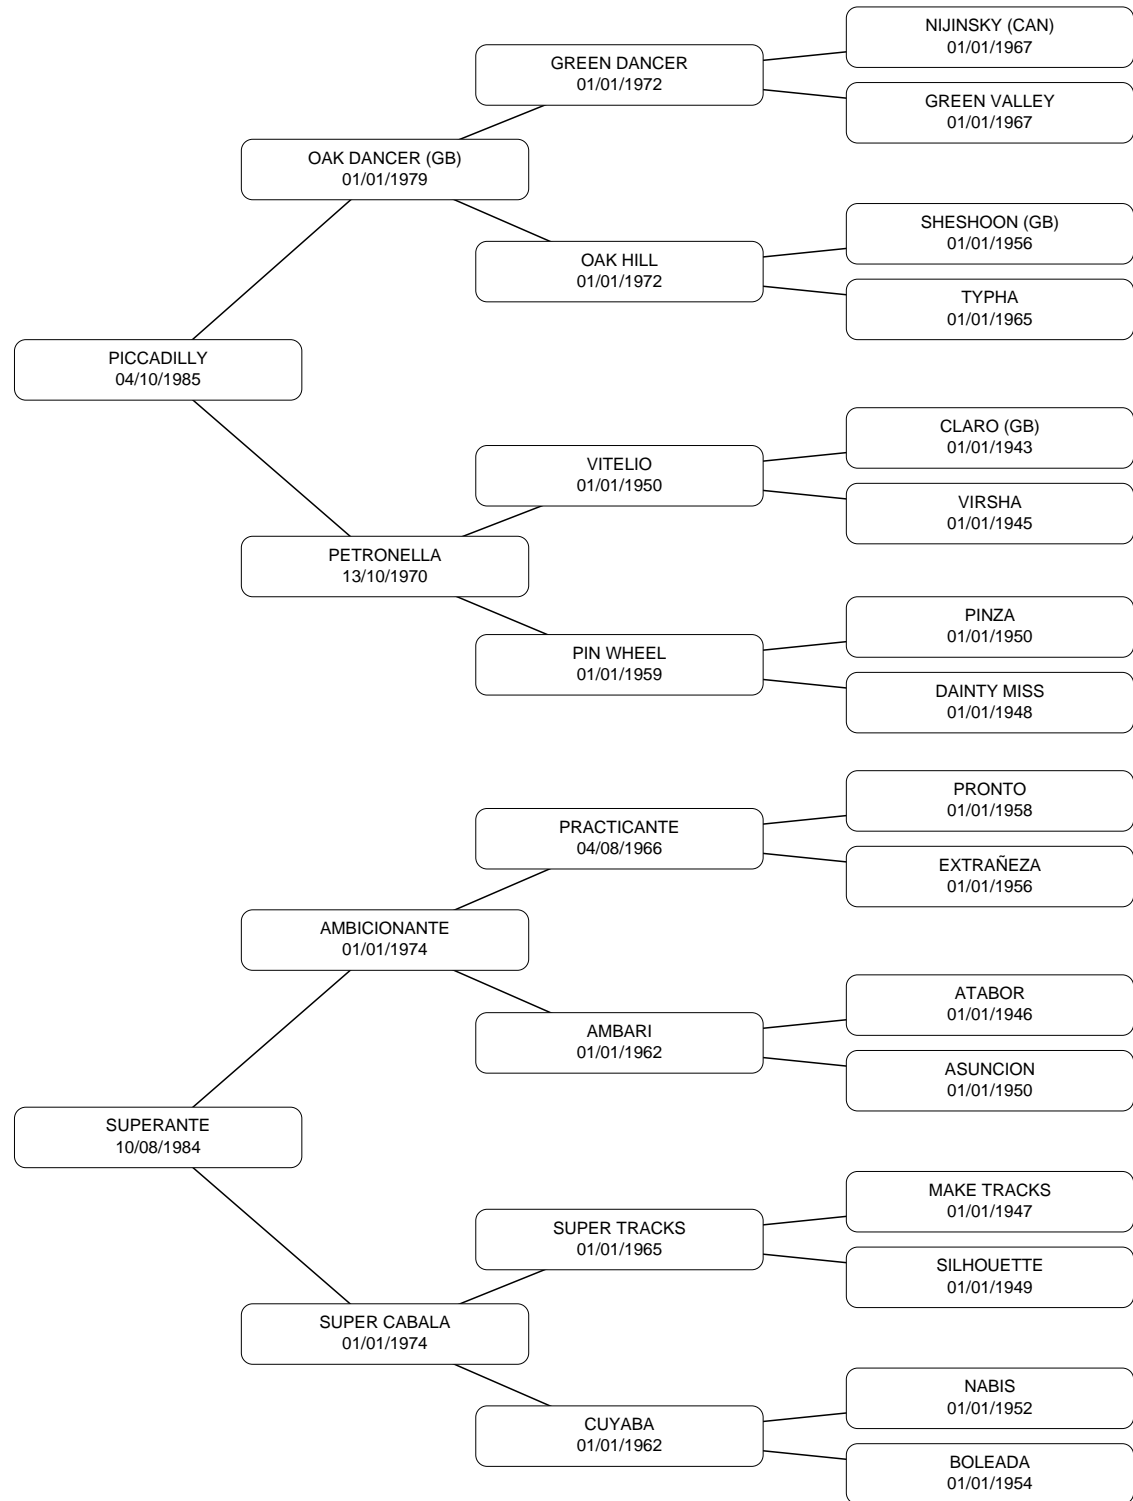 NIJINSKY (CAN)
01/01/1967
GREEN DANCER
01/01/1972
GREEN VALLEY
01/01/1967
OAK DANCER (GB)
01/01/1979
SHESHOON (GB)
01/01/1956
OAK HILL
01/01/1972
TYPHA
01/01/1965
PICCADILLY
04/10/1985
CLARO (GB)
01/01/1943
VITELIO
01/01/1950
VIRSHA
01/01/1945
PETRONELLA
13/10/1970
PINZA
01/01/1950
PIN WHEEL
01/01/1959
DAINTY MISS
01/01/1948
PRONTO
01/01/1958
PRACTICANTE
04/08/1966
EXTRAÑEZA
01/01/1956
AMBICIONANTE
01/01/1974
ATABOR
01/01/1946
AMBARI
01/01/1962
ASUNCION
01/01/1950
SUPERANTE
10/08/1984
MAKE TRACKS
01/01/1947
SUPER TRACKS
01/01/1965
SILHOUETTE
01/01/1949
SUPER CABALA
01/01/1974
NABIS
01/01/1952
CUYABA
01/01/1962
BOLEADA
01/01/1954